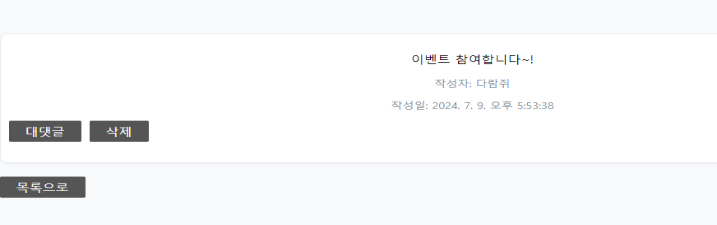 이벤트 참여합니다~!
작성자: 다람쥐
작성일: 2024. 7. 9. 오후 5:53:38
대댓글 삭제
목록으로